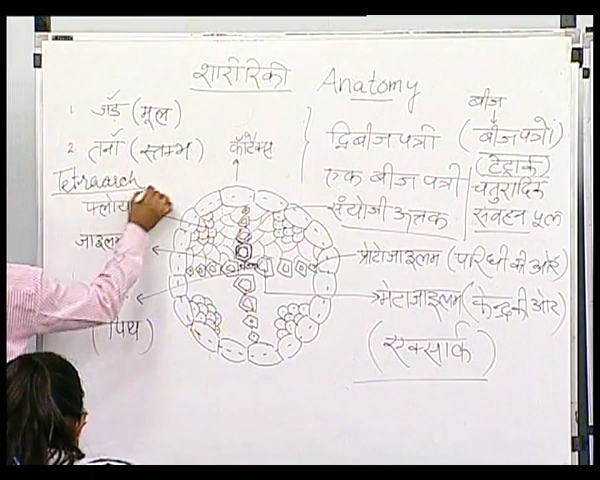 शारीरिकी Anatomy
1. जड़ (मूल)
2. तना (स्तम्भ)
Tetraarch
फ्लोय
जाइलम
(पिथ)
कॉर्टेक्स
बीज
द्विबीजपत्री (बीजपत्रों)
एक बीज पत्री
(टेट्रार्क)
चतुरादिक
संवहन पूल
संयोजी ऊतक
प्रोटोजाइलम (परिधी की ओर)
मेटाजाइलम (केन्द्र की ओर)
(एक्सार्क)